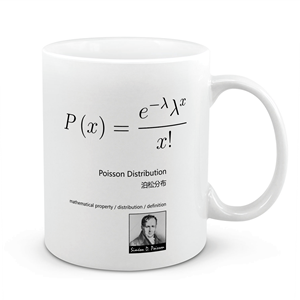 P(x) = e^{-λ}λ^x / x!
Poisson Distribution
泊松分布
mathematical property / distribution / definition
Siméon D. Poisson